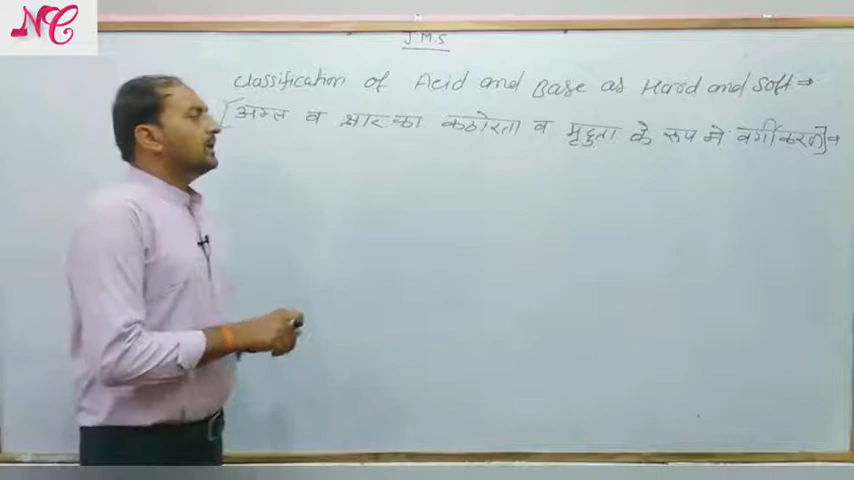 NC
J.M.S
Classification of Acid and Base as Hard and Soft →
[अम्ल व क्षार का कठोरता व मृदुता के रूप मे वर्गीकरण]